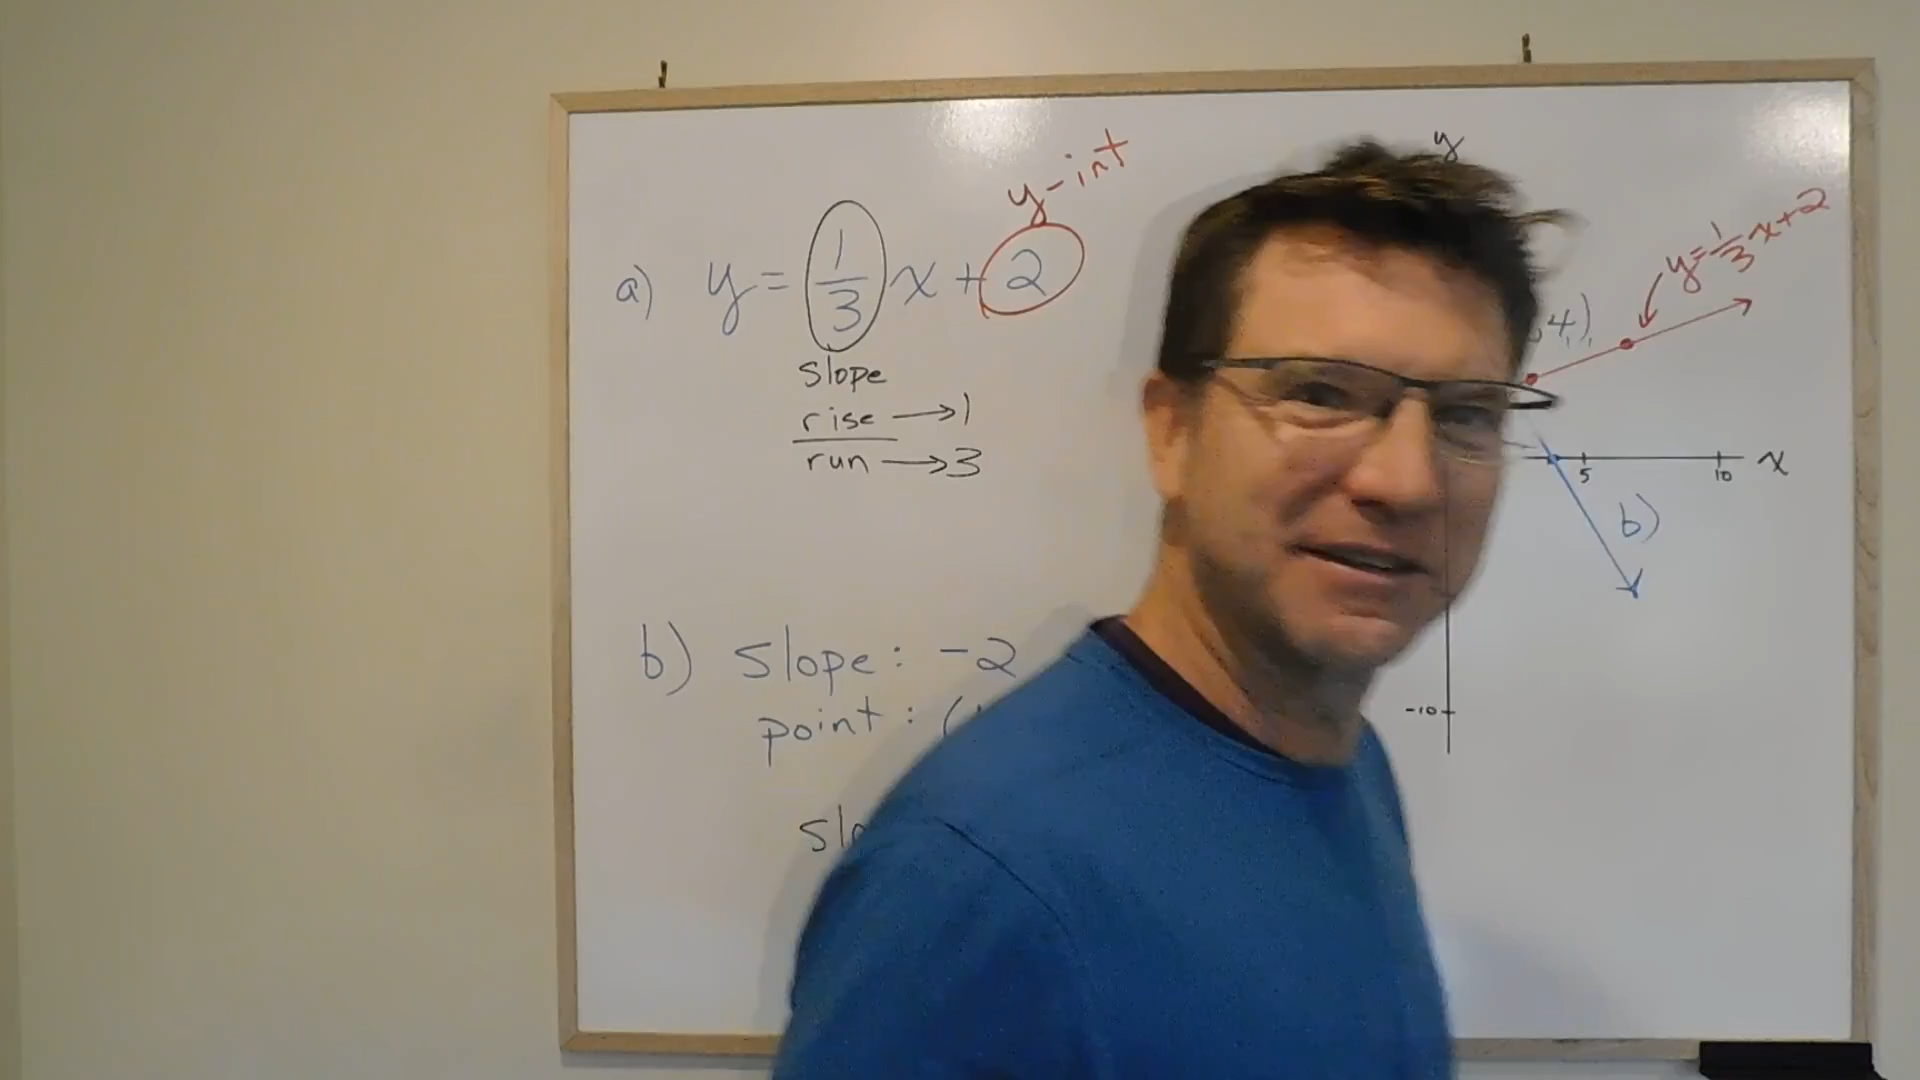 y-int
a) y = 1/3 x + 2
slope
rise → 1
run → 3
b) slope: -2
point: (
y
y = 1/3 x + 2
4)
5
10
x
b)
-10